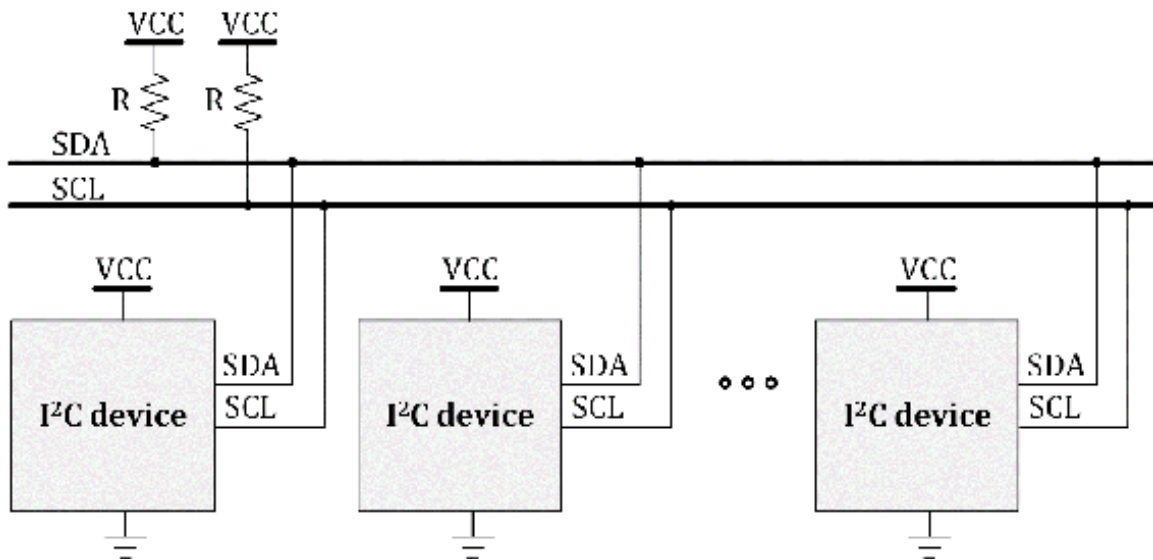 VCC VCC
R R
SDA
SCL
VCC VCC VCC
SDA SDA SDA
I²C device SCL I²C device SCL I²C device SCL